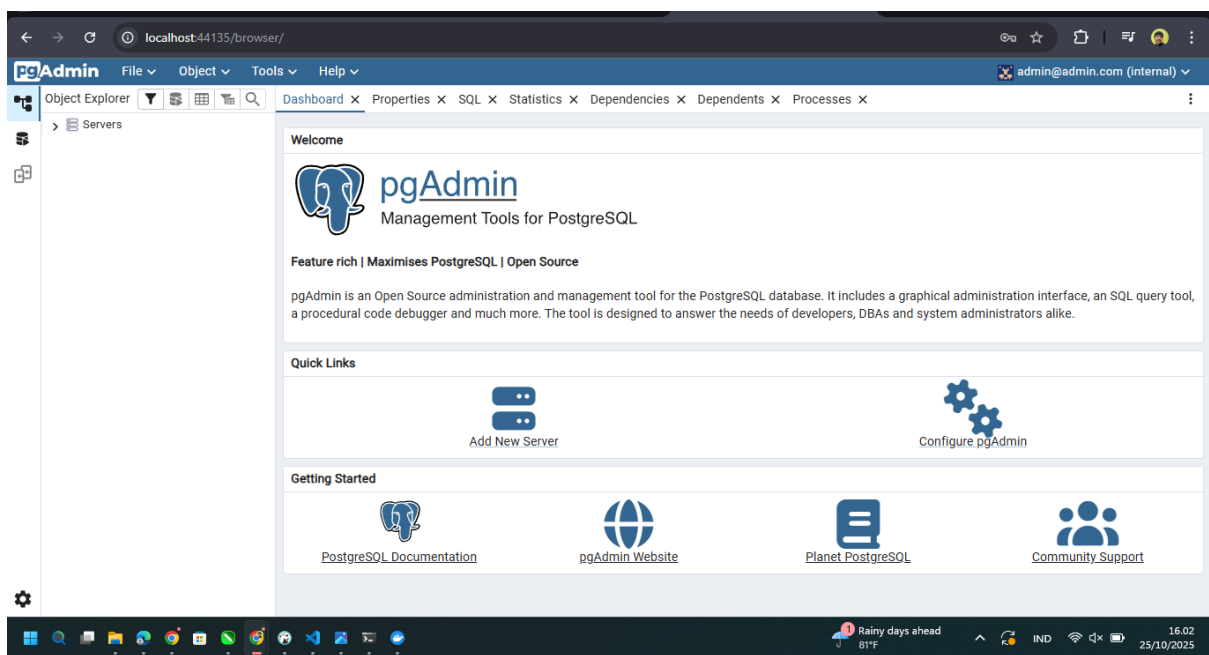 localhost:44135/browser/
pgAdmin File Object Tools Help admin@admin.com (internal)
Object Explorer
Dashboard Properties SQL Statistics Dependencies Dependents Processes
Servers
Welcome
pgAdmin
Management Tools for PostgreSQL
Feature rich | Maximises PostgreSQL | Open Source
pgAdmin is an Open Source administration and management tool for the PostgreSQL database. It includes a graphical administration interface, an SQL query tool,
a procedural code debugger and much more. The tool is designed to answer the needs of developers, DBAs and system administrators alike.
Quick Links
Add New Server
Configure pgAdmin
Getting Started
PostgreSQL Documentation
pgAdmin Website
Planet PostgreSQL
Community Support
1
Rainy days ahead
81°F
IND
16.02
25/10/2025